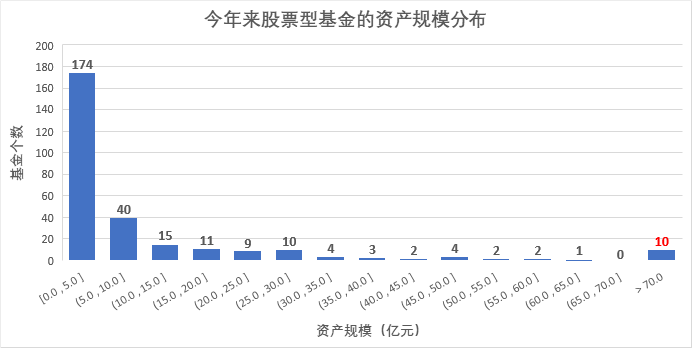 今年来股票型基金的资产规模分布
基金个数
200
180
160
140
120
100
80
60
40
20
0
174
40
15
11
9
10
4
3
2
4
2
2
1
0
10
[0.0 , 5.0 ]
(5.0 , 10.0 ]
(10.0 , 15.0 ]
(15.0 , 20.0 ]
(20.0 , 25.0 ]
(25.0 , 30.0 ]
(30.0 , 35.0 ]
(35.0 , 40.0 ]
(40.0 , 45.0 ]
(45.0 , 50.0 ]
(50.0 , 55.0 ]
(55.0 , 60.0 ]
(60.0 , 65.0 ]
(65.0 , 70.0 ]
> 70.0
资产规模（亿元）